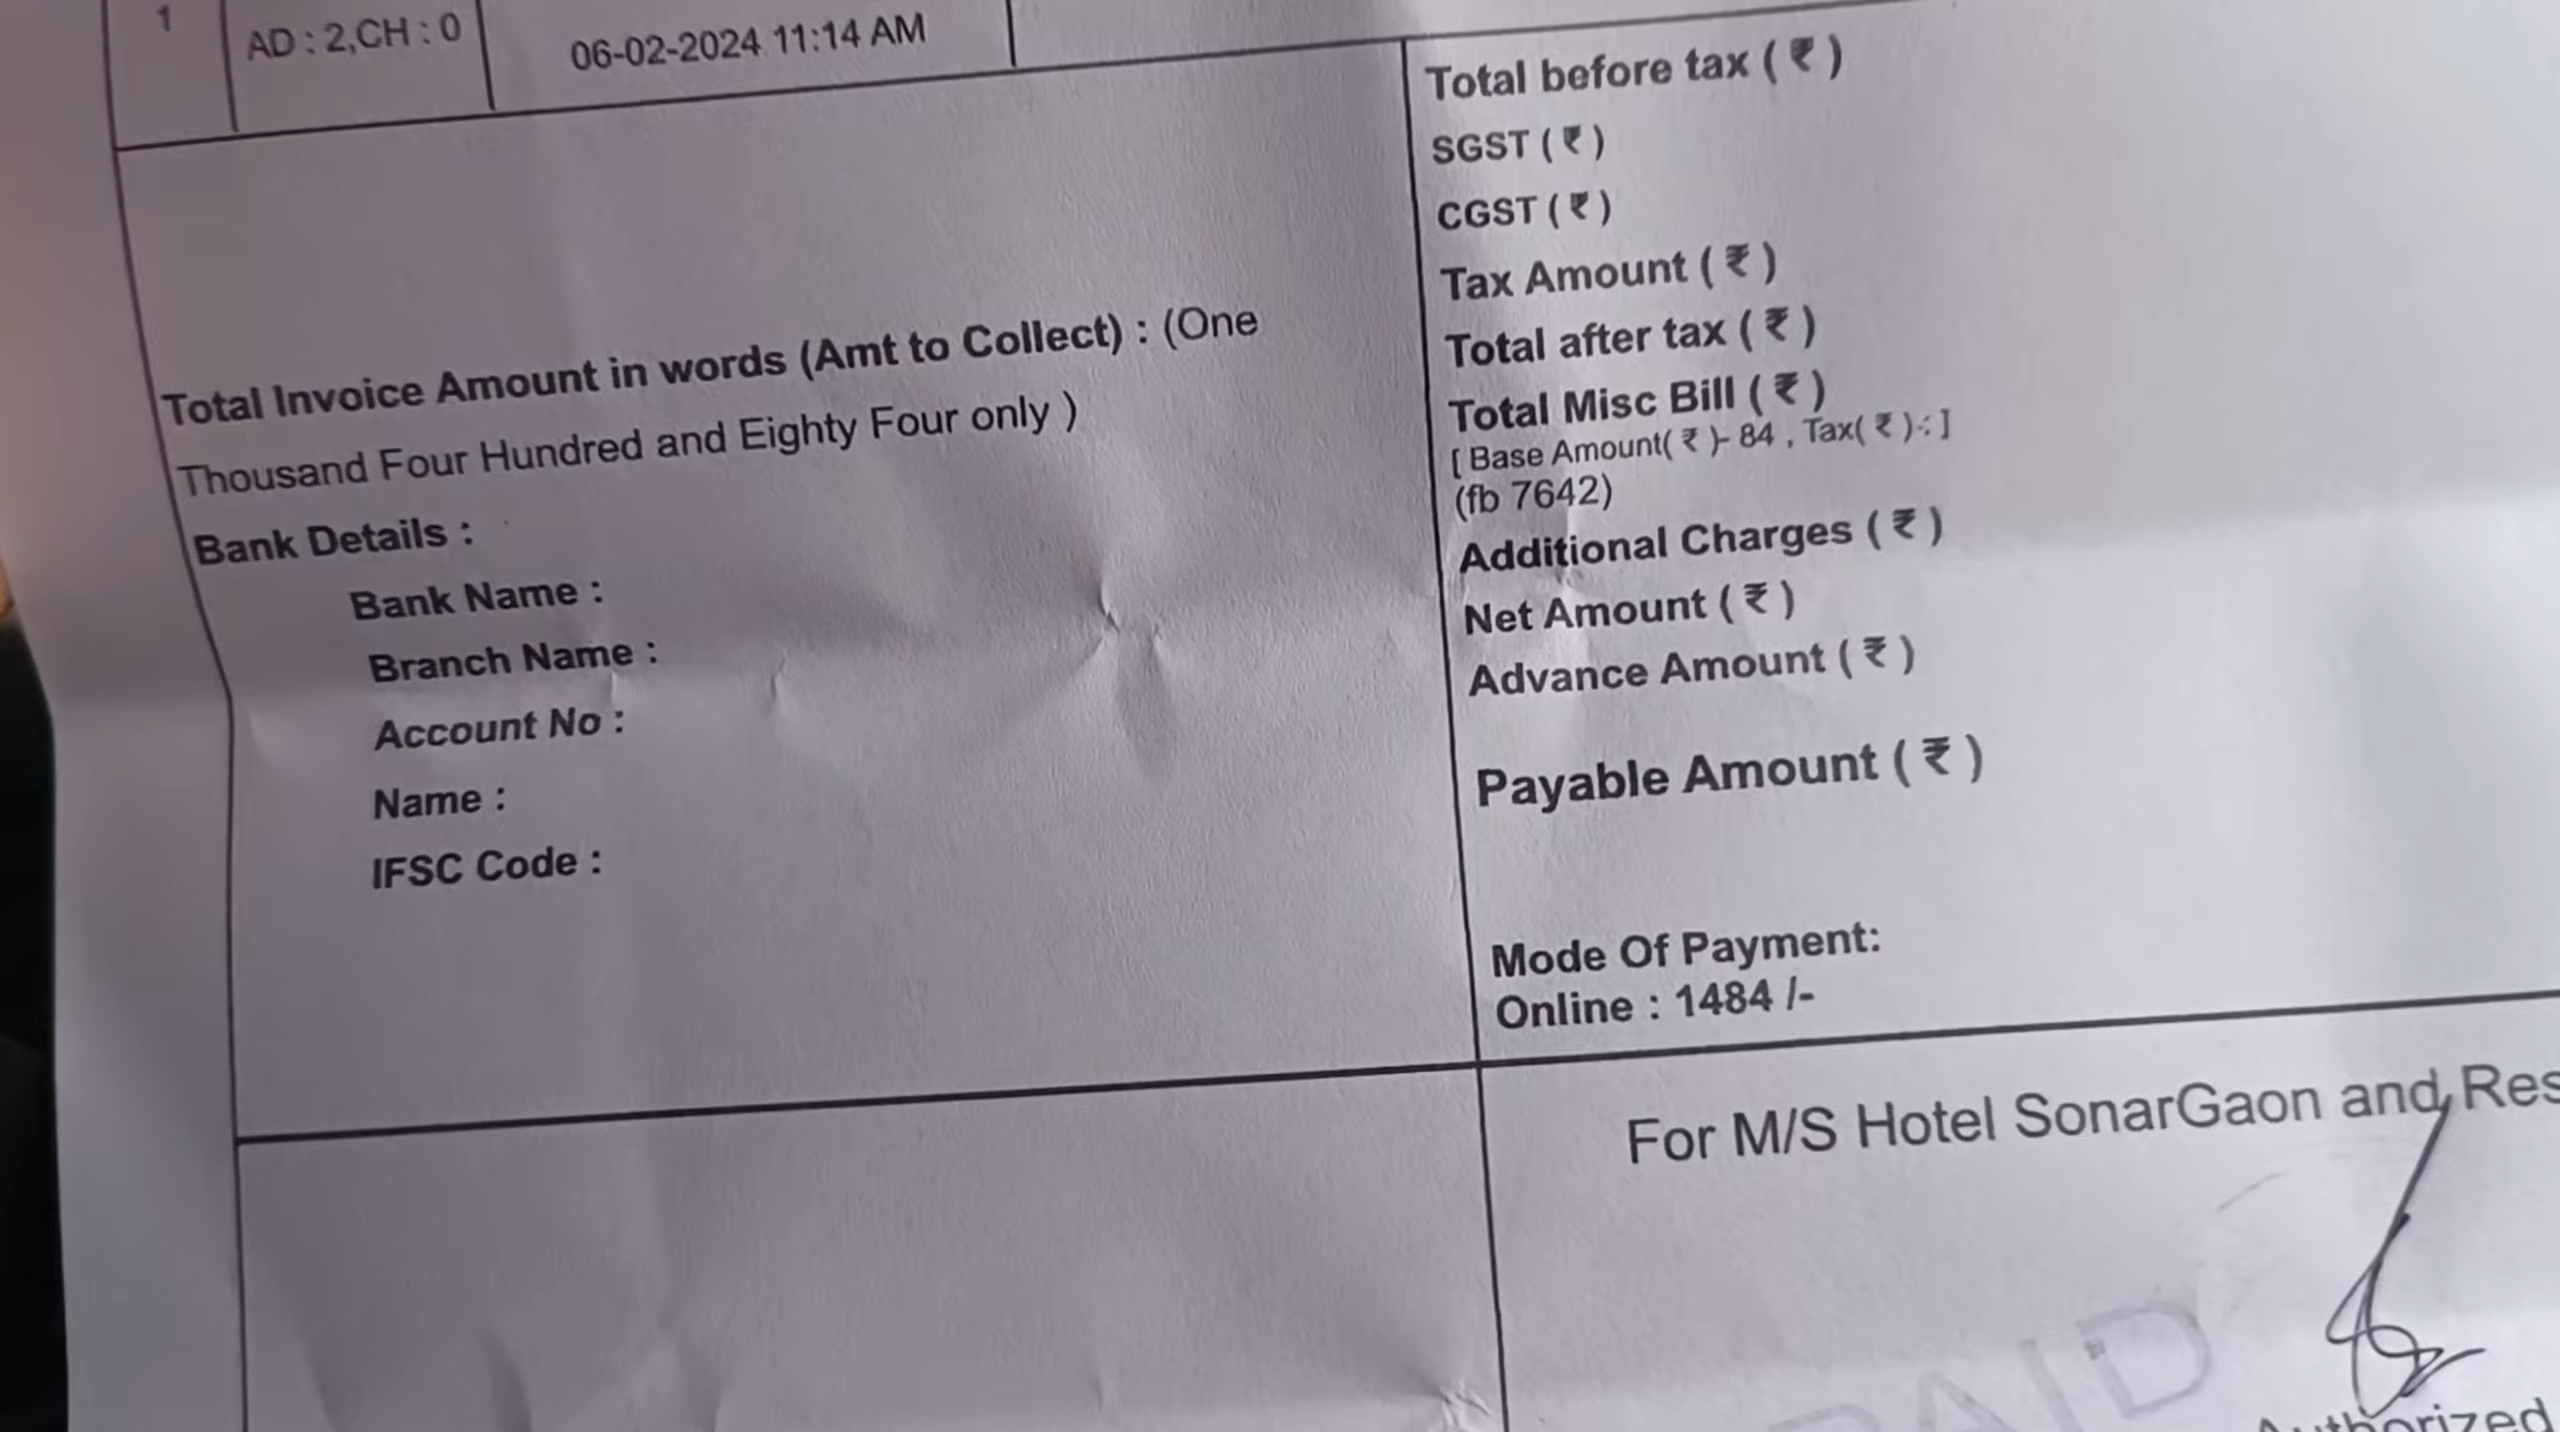 1 AD : 2,CH : 0 06-02-2024 11:14 AM
Total Invoice Amount in words (Amt to Collect) : (One
Thousand Four Hundred and Eighty Four only )
Bank Details :
Bank Name :
Branch Name :
Account No :
Name :
IFSC Code :
Total before tax ( ₹ )
SGST ( ₹ )
CGST ( ₹ )
Tax Amount ( ₹ )
Total after tax ( ₹ )
Total Misc Bill ( ₹ )
[ Base Amount( ₹ )- 84 , Tax( ₹ )-: ]
(fb 7642)
Additional Charges ( ₹ )
Net Amount ( ₹ )
Advance Amount ( ₹ )
Payable Amount ( ₹ )
Mode Of Payment:
Online : 1484 /-
For M/S Hotel SonarGaon and Res
PAID
Authorized